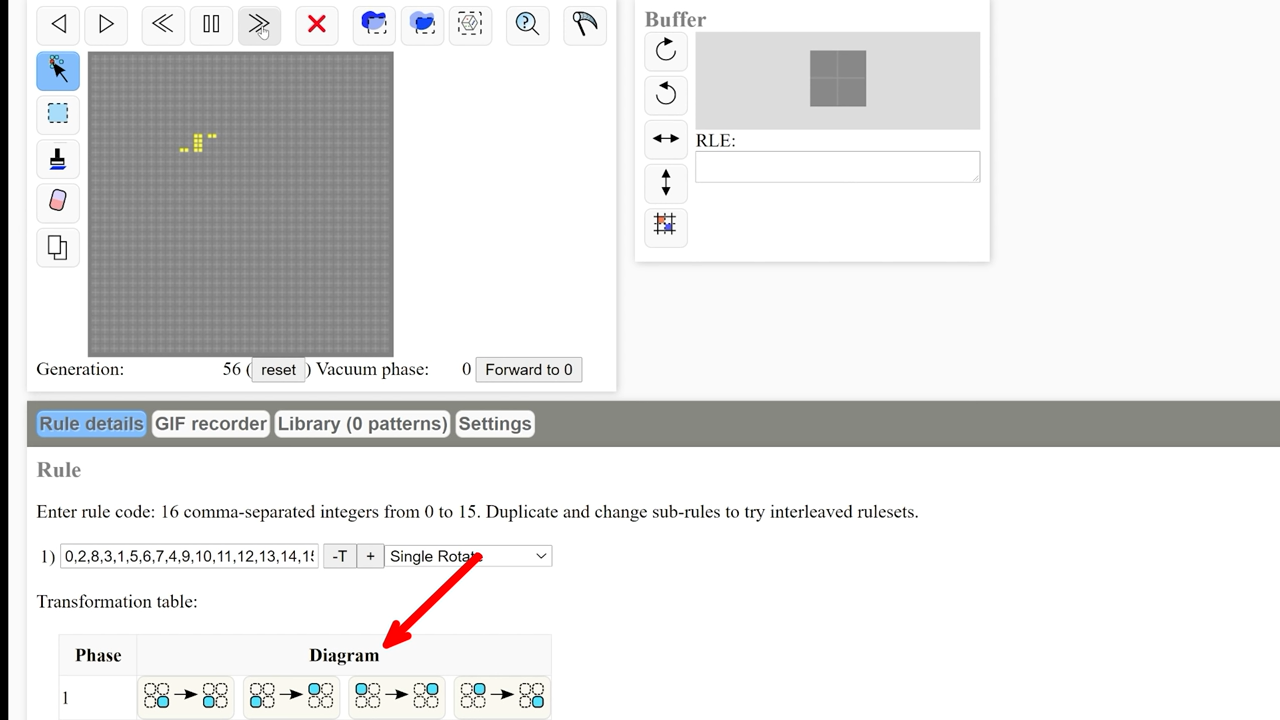 Buffer
RLE:
Generation: 56 ( reset ) Vacuum phase: 0 Forward to 0
Rule details GIF recorder Library (0 patterns) Settings
Rule
Enter rule code: 16 comma-separated integers from 0 to 15. Duplicate and change sub-rules to try interleaved rulesets.
1) 0,2,8,3,1,5,6,7,4,9,10,11,12,13,14,15 -T + Single Rotate
Transformation table:
Phase Diagram
1